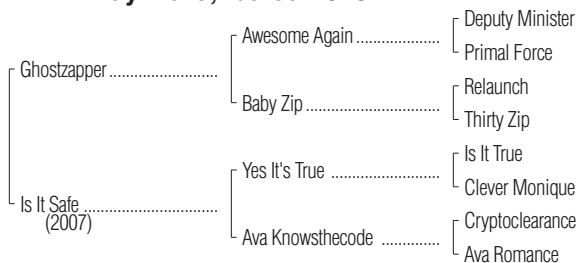 Deputy Minister
Awesome Again ....................
Primal Force
Ghostzapper ..........................
Relaunch
Baby Zip ................................
Thirty Zip
Is It True
Yes It's True ..........................
Clever Monique
Is It Safe ................................
(2007)
Cryptoclearance
Ava Knowsthecode ..............
Ava Romance